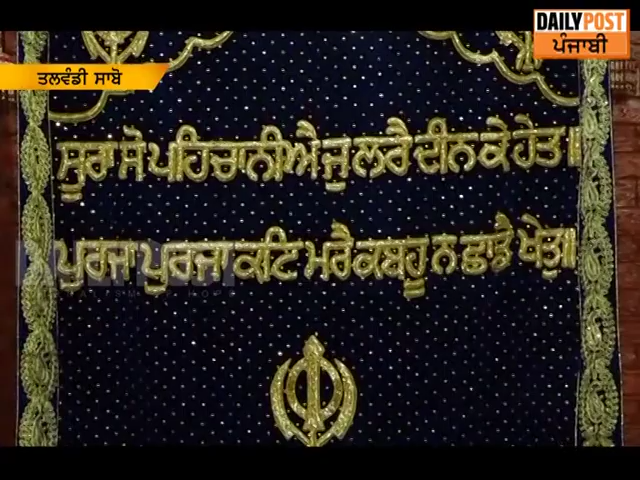 DAILY POST
ਪੰਜਾਬੀ
ਤਲਵੰਡੀ ਸਾਬੋ
ਸੂਰਾ ਸੋ ਪਹਿਚਾਨੀਐ ਜੁ ਲਰੈ ਦੀਨ ਕੇ ਹੇਤ ॥
ਪੁਰਜਾ ਪੁਰਜਾ ਕਟਿ ਮਰੈ ਕਬਹੂ ਨ ਛਾਡੈ ਖੇਤੁ ॥